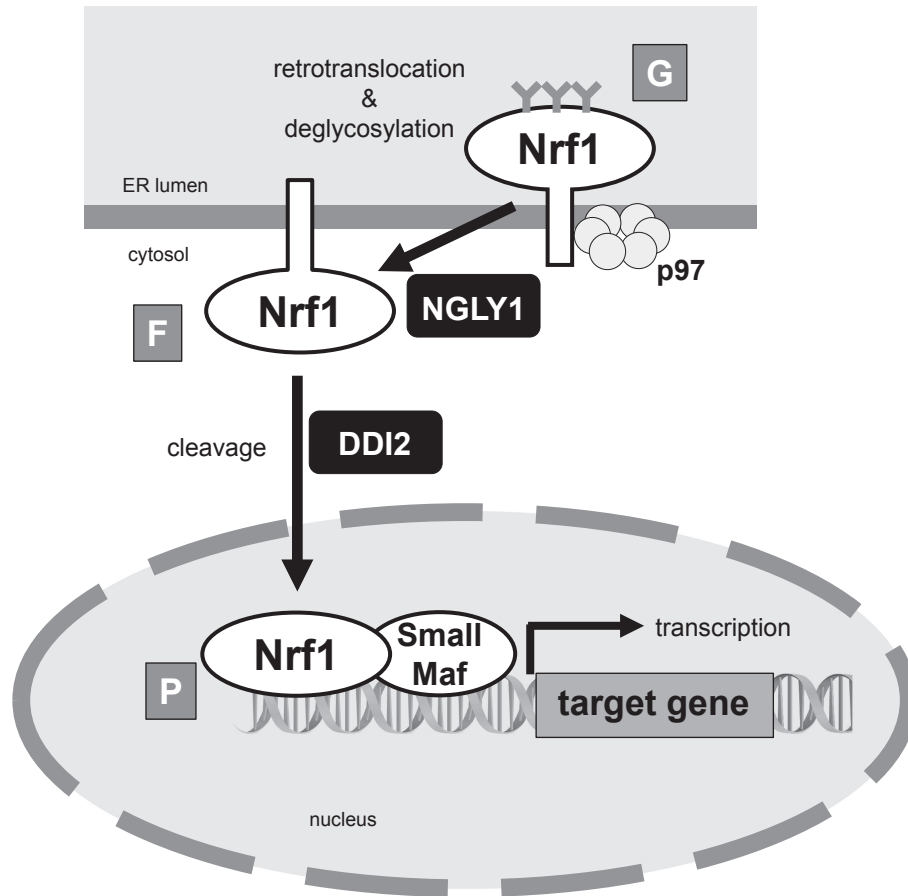 retrotranslocation
&
deglycosylation
G
Nrf1
ER lumen
cytosol
p97
Nrf1
NGLY1
F
cleavage
DDI2
Nrf1
Small
Maf
transcription
P
target gene
nucleus